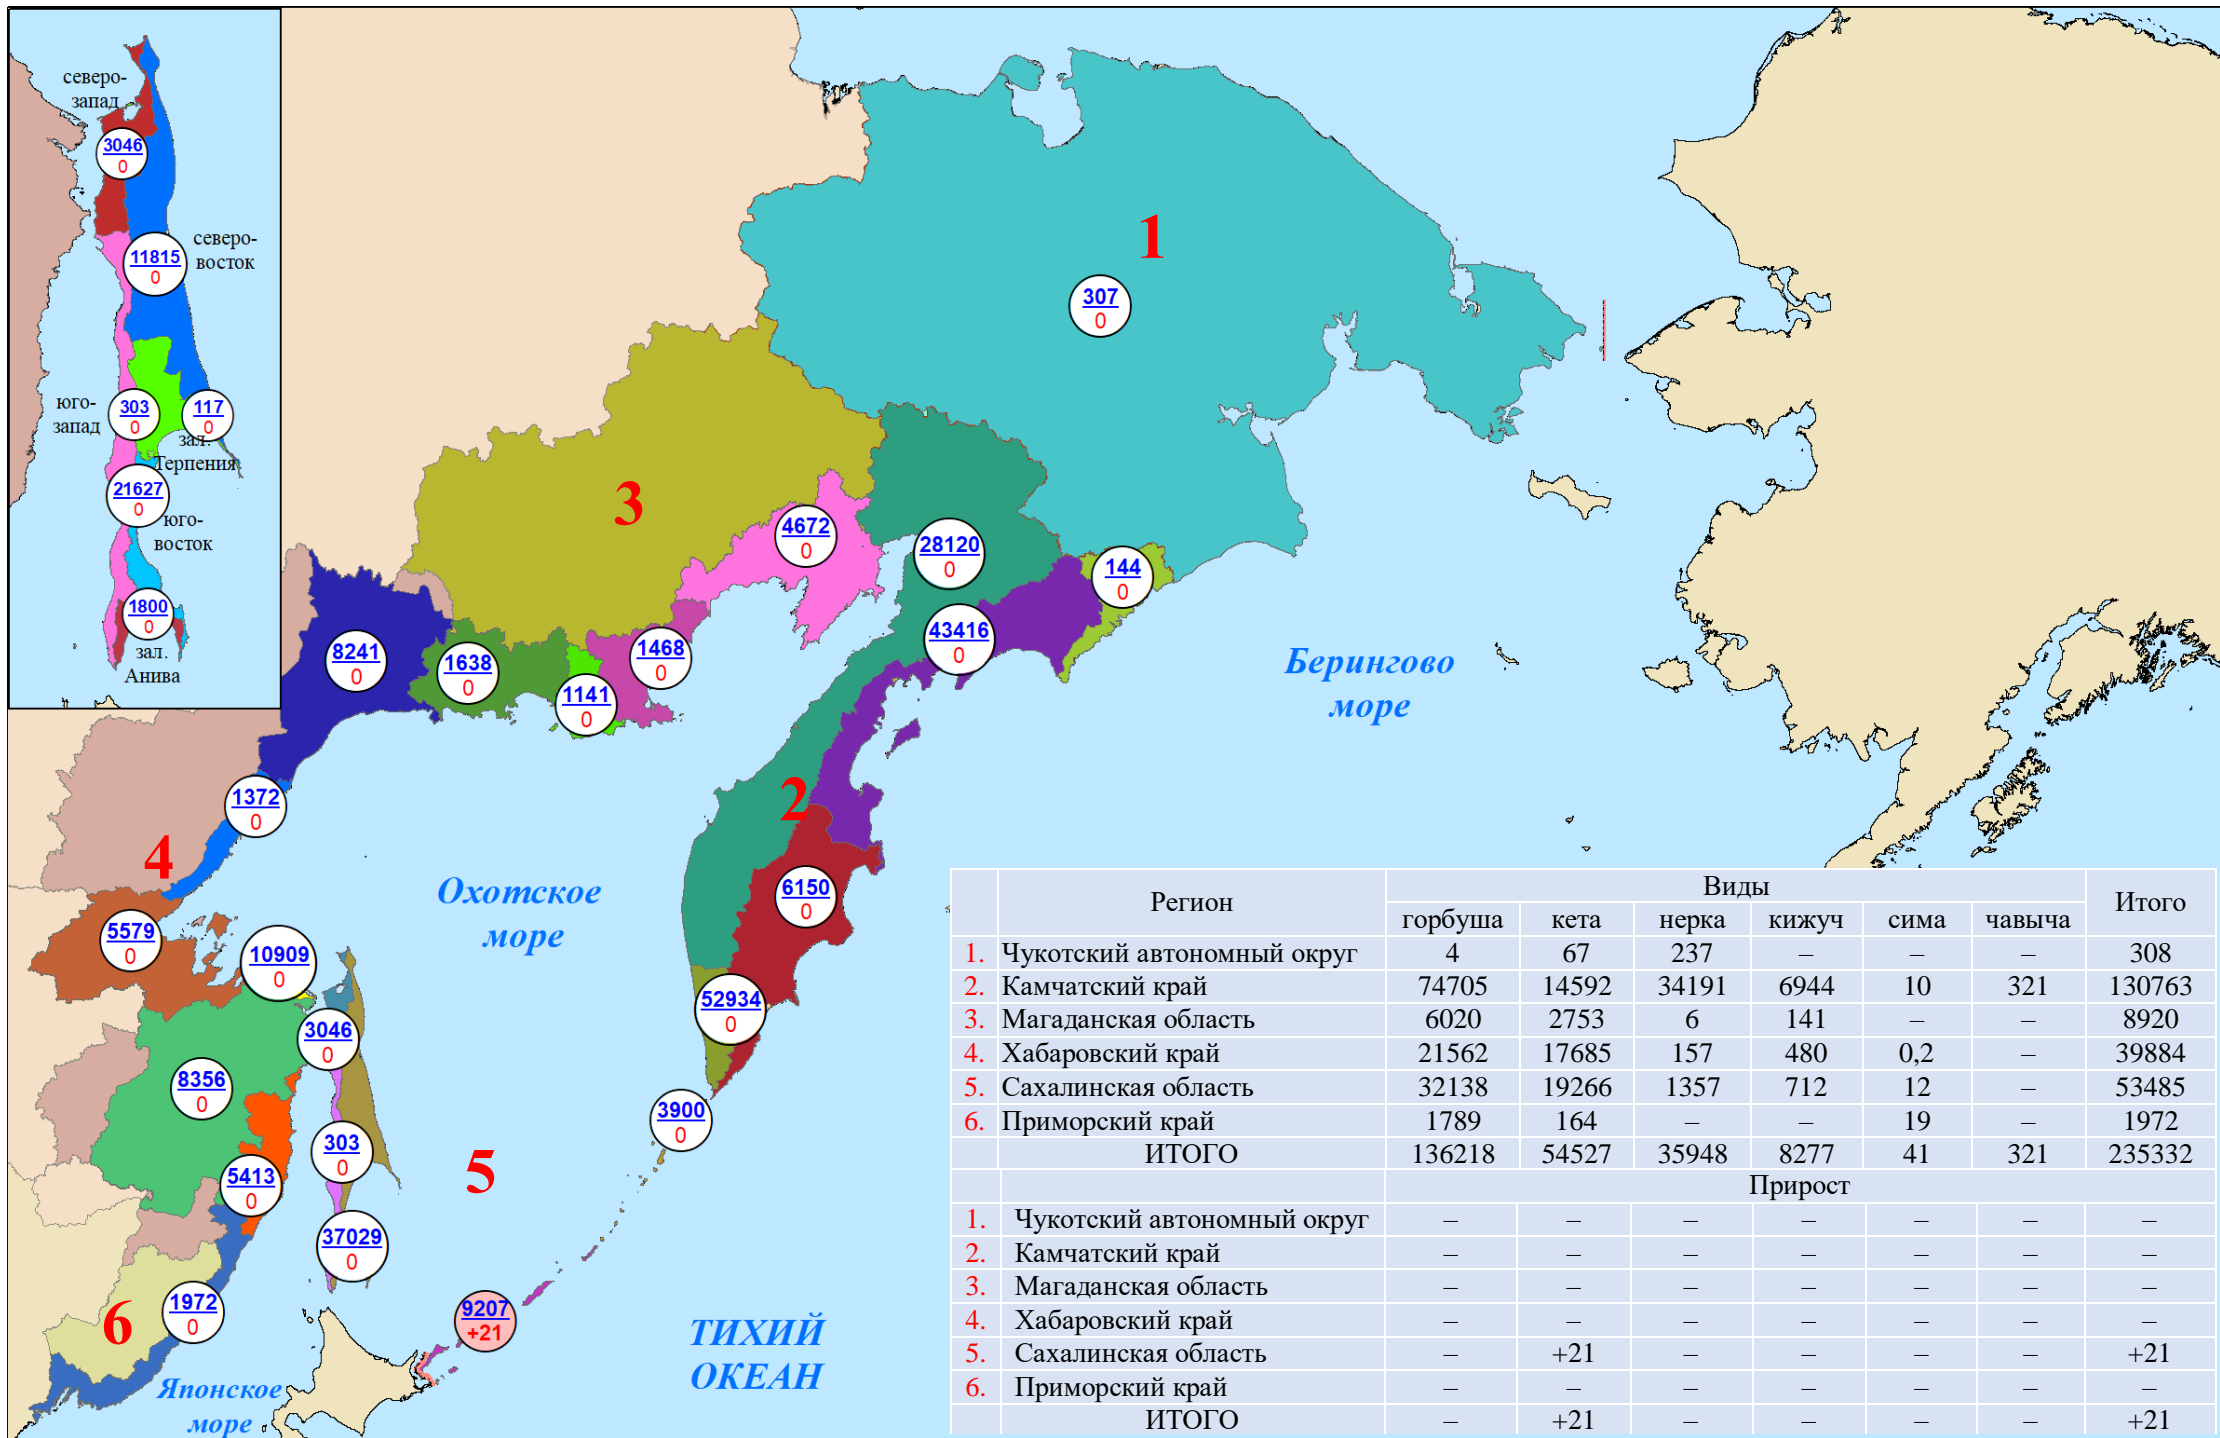 северо-
запад
3046
0
северо-
восток
11815
0
юго-
запад
303
0
117
0
зал.
Терпения
21627
0
юго-
восток
1800
0
зал.
Анива
1
307
0
3
4672
0
28120
0
144
0
43416
0
8241
0
1638
0
1468
0
1141
0
Берингово
море
1372
0
2
4
Охотское
море
6150
0
5579
0
10909
0
52934
0
3046
0
8356
0
3900
0
303
0
5
5413
0
37029
0
1972
0
6
9207
+21
ТИХИЙ
ОКЕАН
Японское
море
Регион Виды Итого
горбуша кета нерка кижуч сима чавыча
1. Чукотский автономный округ 4 67 237 – – – 308
2. Камчатский край 74705 14592 34191 6944 10 321 130763
3. Магаданская область 6020 2753 6 141 – – 8920
4. Хабаровский край 21562 17685 157 480 0,2 – 39884
5. Сахалинская область 32138 19266 1357 712 12 – 53485
6. Приморский край 1789 164 – – 19 – 1972
ИТОГО 136218 54527 35948 8277 41 321 235332
Прирост
1. Чукотский автономный округ – – – – – – –
2. Камчатский край – – – – – – –
3. Магаданская область – – – – – – –
4. Хабаровский край – – – – – – –
5. Сахалинская область – +21 – – – – +21
6. Приморский край – – – – – – –
ИТОГО – +21 – – – – +21